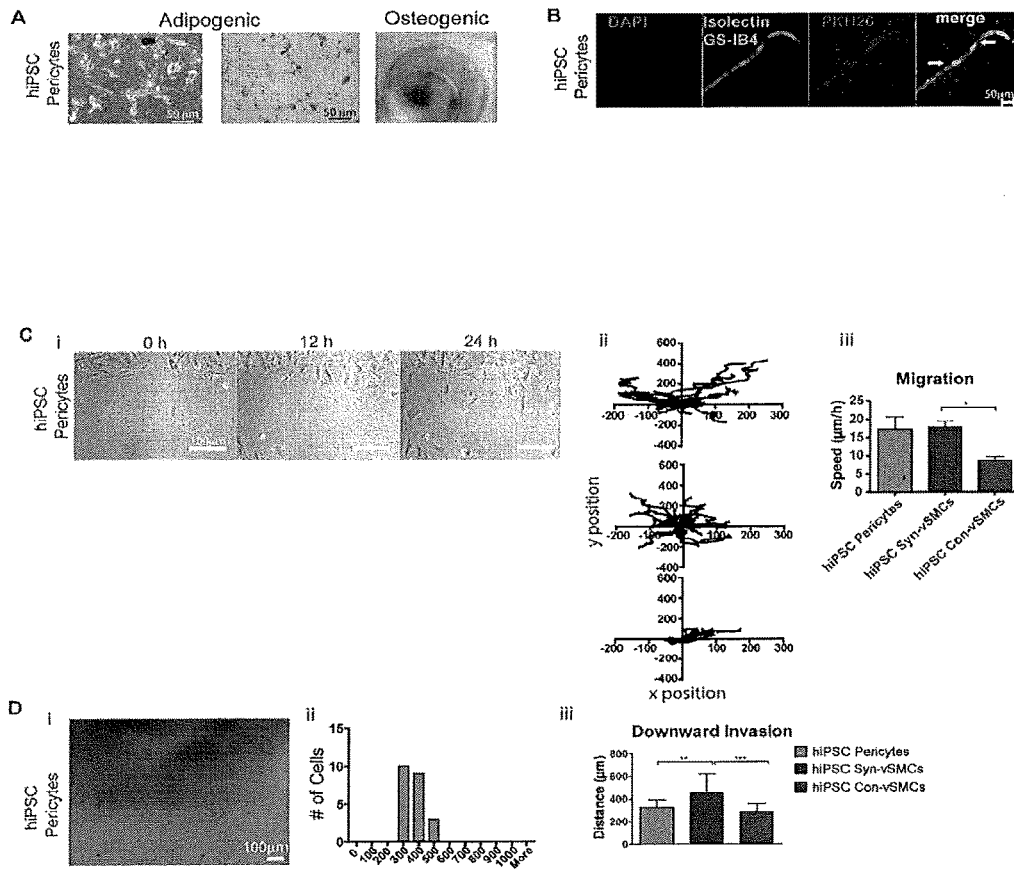 A
Adipogenic
Osteogenic
hiPSC
Pericytes
50 µm
50 µm
B
DAPI
Isolectin
GS-IB4
PKH26
merge
hiPSC
Pericytes
50µm
C
i
0 h
12 h
24 h
hiPSC
Pericytes
ii
y position
600
400
200
-200
-400
-200
-100
100
200
300
600
400
200
-200
-400
-200
-100
0
100
200
300
600
400
200
-200
-400
-200
-100
100
200
300
x position
iii
Migration
*
Speed (µm/h)
25
20
15
10
5
0
hiPSC Pericytes
hiPSC Syn-vSMCs
hiPSC Con-vSMCs
D
i
hiPSC
Pericytes
100µm
ii
# of Cells
15
10
5
0
0
100
200
300
400
500
600
700
800
900
1000
More
iii
Downward Invasion
**
***
Distance (µm)
800
600
400
200
0
hiPSC Pericytes
hiPSC Syn-vSMCs
hiPSC Con-vSMCs